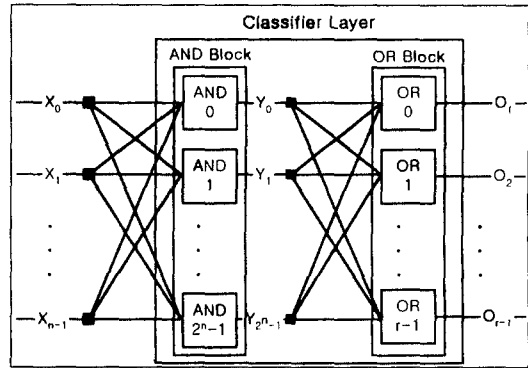 Classifier Layer
AND Block OR Block
X₀ AND 0 Y₀ OR 0 O₁
X₁ AND 1 Y₁ OR 1 O₂
Xₙ₋₁ AND 2ⁿ-1 Y₂ⁿ₋₁ OR r-1 Oᵣ₋₁